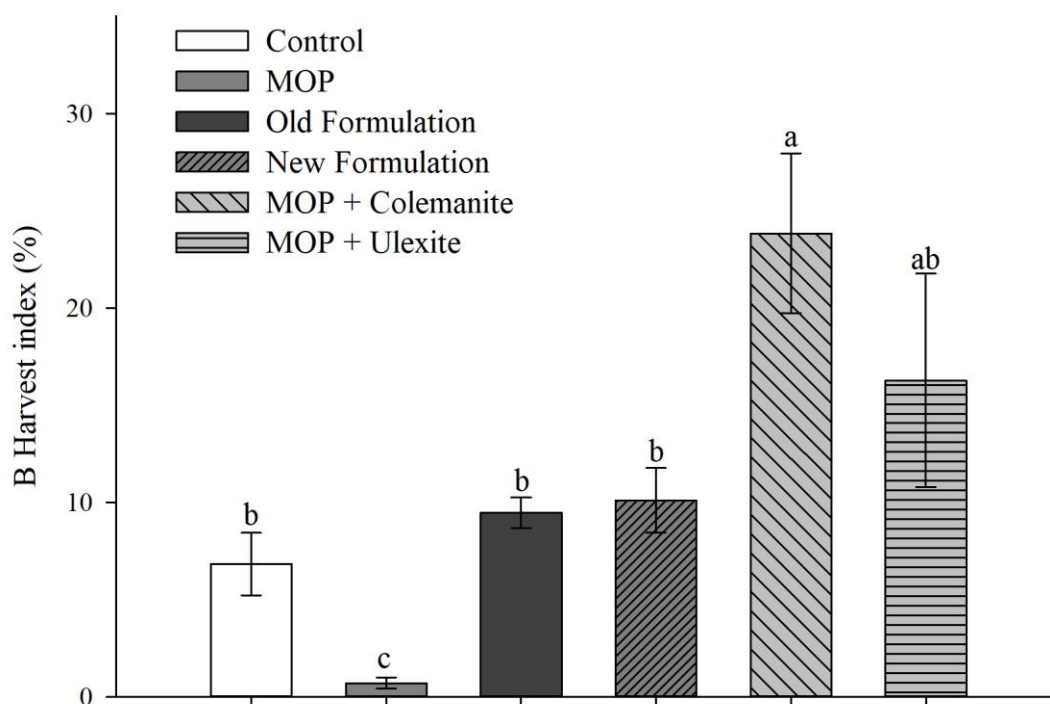 Control
MOP
Old Formulation
New Formulation
MOP + Colemanite
MOP + Ulexite
B Harvest index (%)
30
20
10
0
b
c
b
b
a
ab